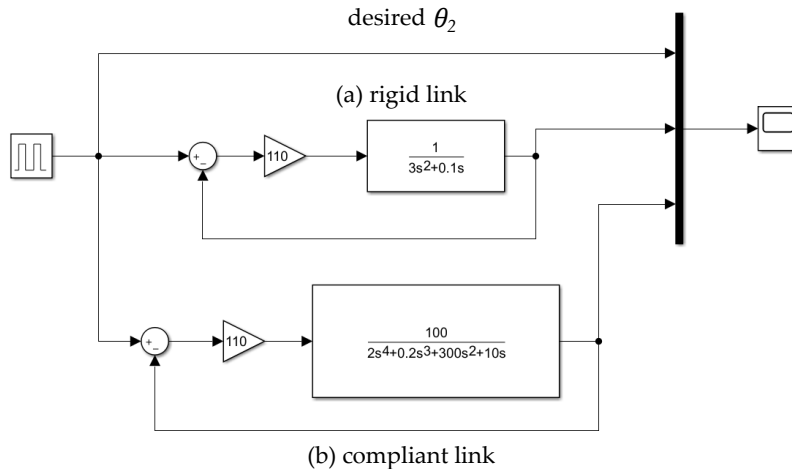 desired θ₂
(a) rigid link
+
−
110
1
3s²+0.1s
+
−
110
100
2s⁴+0.2s³+300s²+10s
(b) compliant link